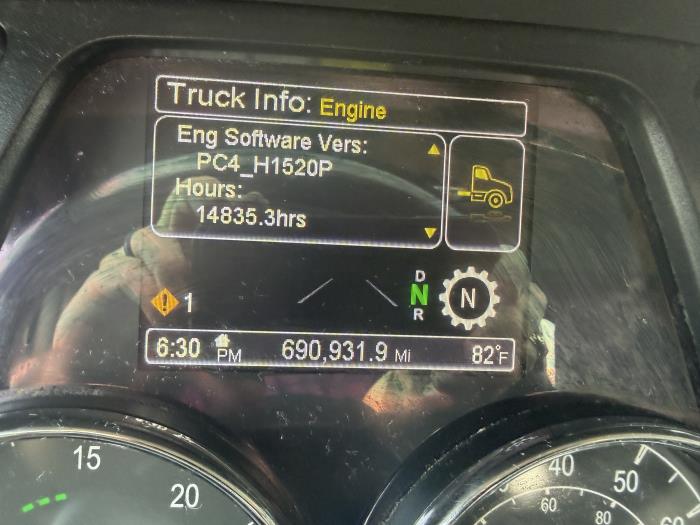 Truck Info: Engine
Eng Software Vers:
PC4_H1520P
Hours:
14835.3hrs
D
N
R
N
1
6:30 PM 690,931.9 Mi 82°F
15
20
40
50
60
60
80